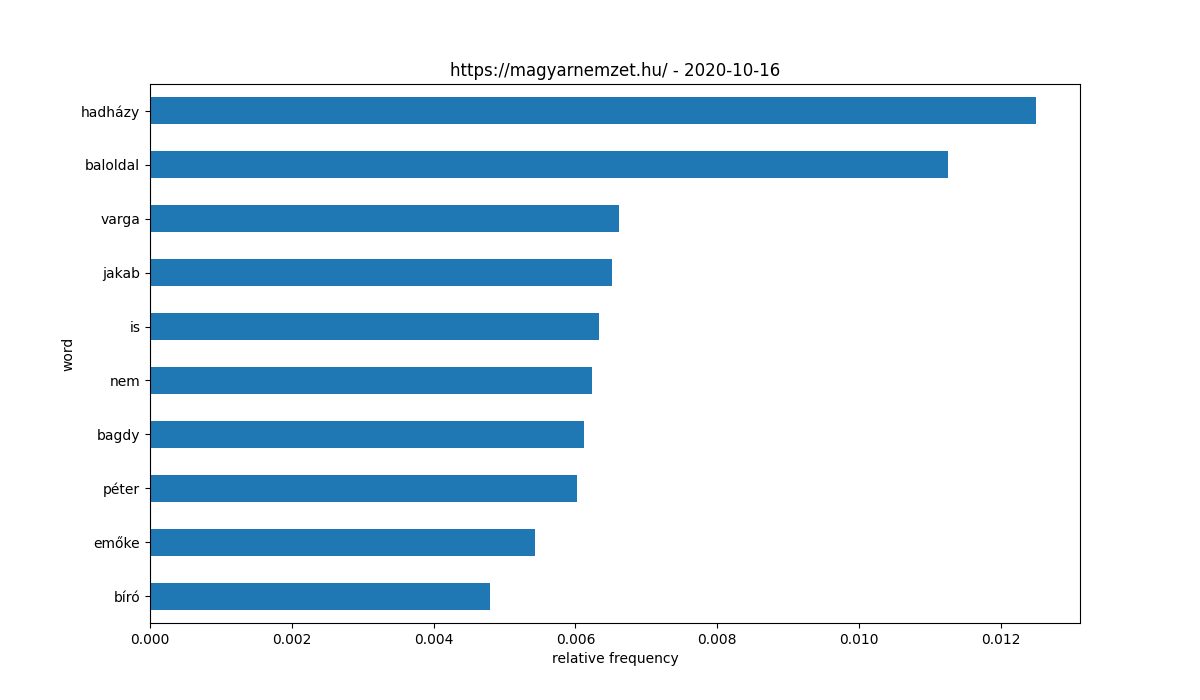 https://magyarnemzet.hu/ - 2020-10-16
hadházy
baloldal
varga
jakab
is
nem
bagdy
péter
emőke
bíró
word
0.000 0.002 0.004 0.006 0.008 0.010 0.012
relative frequency